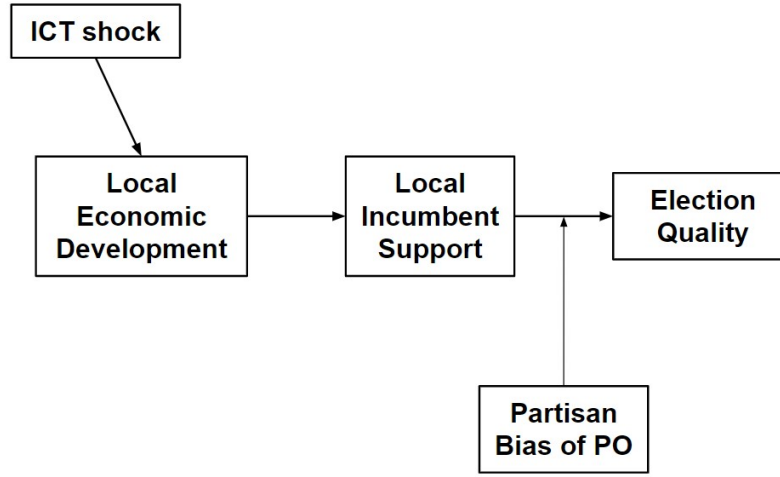 ICT shock
Local
Economic
Development
Local
Incumbent
Support
Election
Quality
Partisan
Bias of PO